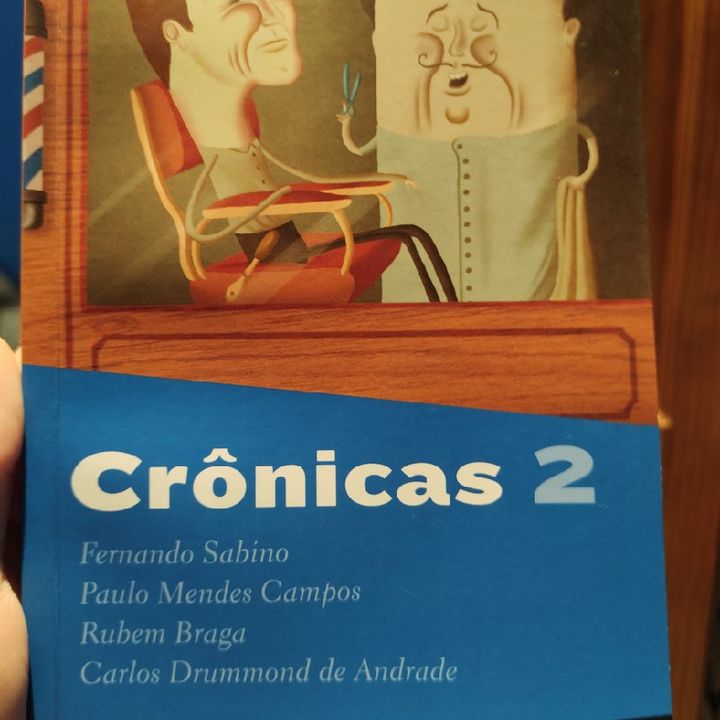 Crônicas 2
Fernando Sabino
Paulo Mendes Campos
Rubem Braga
Carlos Drummond de Andrade